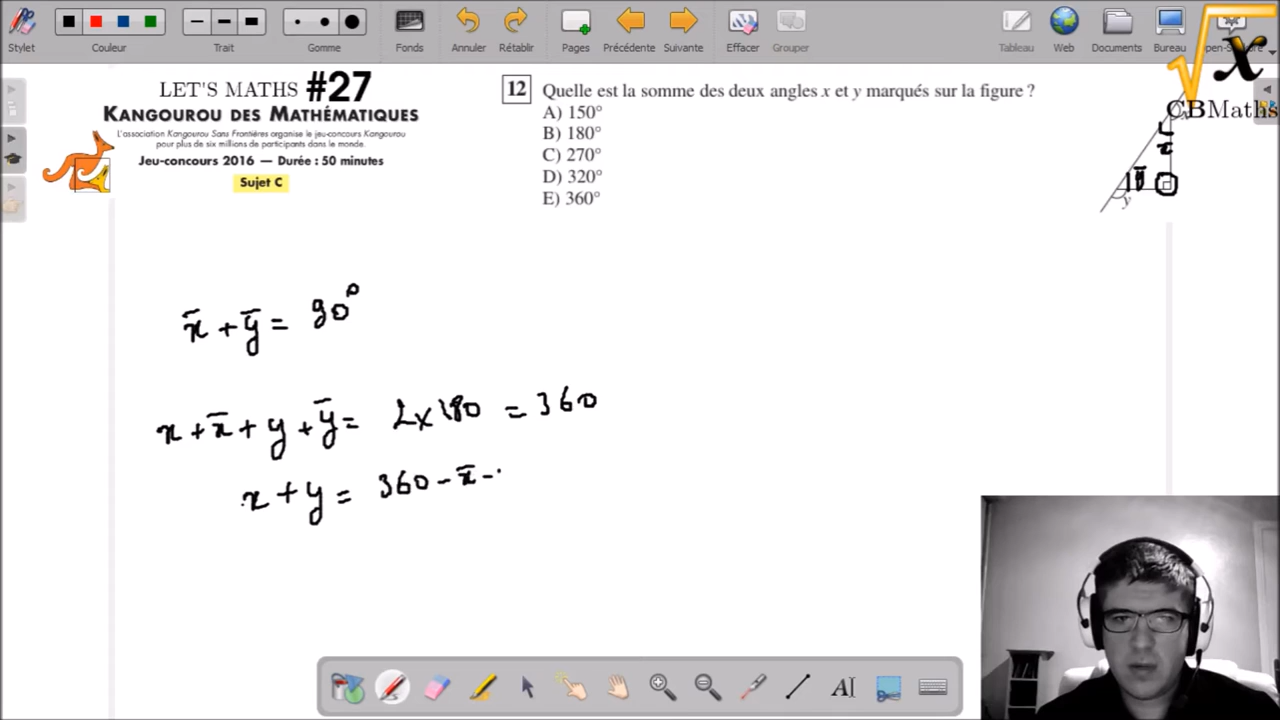 Stylet
Couleur
Trait
Gomme
Fonds
Annuler
Rétablir
Pages
Précédente
Suivante
Effacer
Grouper
Tableau
Web
Documents
Bureau
CBMaths
LET'S MATHS #27
KANGOUROU DES MATHÉMATIQUES
L'association Kangourou Sans Frontières organise le jeu-concours Kangourou
pour plus de six millions de participants dans le monde.
Jeu-concours 2016 — Durée : 50 minutes
Sujet C
12 Quelle est la somme des deux angles x et y marqués sur la figure ?
A) 150°
B) 180°
C) 270°
D) 320°
E) 360°
x̄
ȳ
y
x̄ + ȳ = 90°
x + x̄ + y + ȳ = 2 x 180 = 360
x + y = 360 - x̄ -
AI